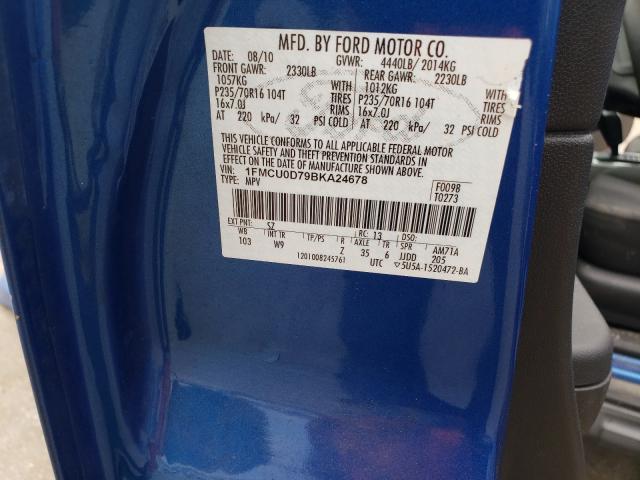 MFD. BY FORD MOTOR CO.
DATE: 08/10 GVWR: 4440LB/ 2014KG
FRONT GAWR: 2330LB REAR GAWR: 2230LB
1057KG WITH 1012KG WITH
P235/70R16 104T TIRES P235/70R16 104T TIRES
16x7.0J RIMS 16x7.0J RIMS
AT 220 kPa/ 32 PSI COLD AT 220 kPa/ 32 PSI COLD
THIS VEHICLE CONFORMS TO ALL APPLICABLE FEDERAL MOTOR
VEHICLE SAFETY AND THEFT PREVENTION STANDARDS IN
EFFECT ON THE DATE OF MANUFACTURE SHOWN ABOVE.
VIN: 1FMCU0D79BKA24678 F0098
TYPE: MPV T0273
EXT PNT: SZ RC: 13 DSO:
WB INT TR TP/PS R AXLE TR SPR AM71A
103 W9 Z 35 6 JJDD 205
1201008245761 UTC ▽5U5A-1520472-BA